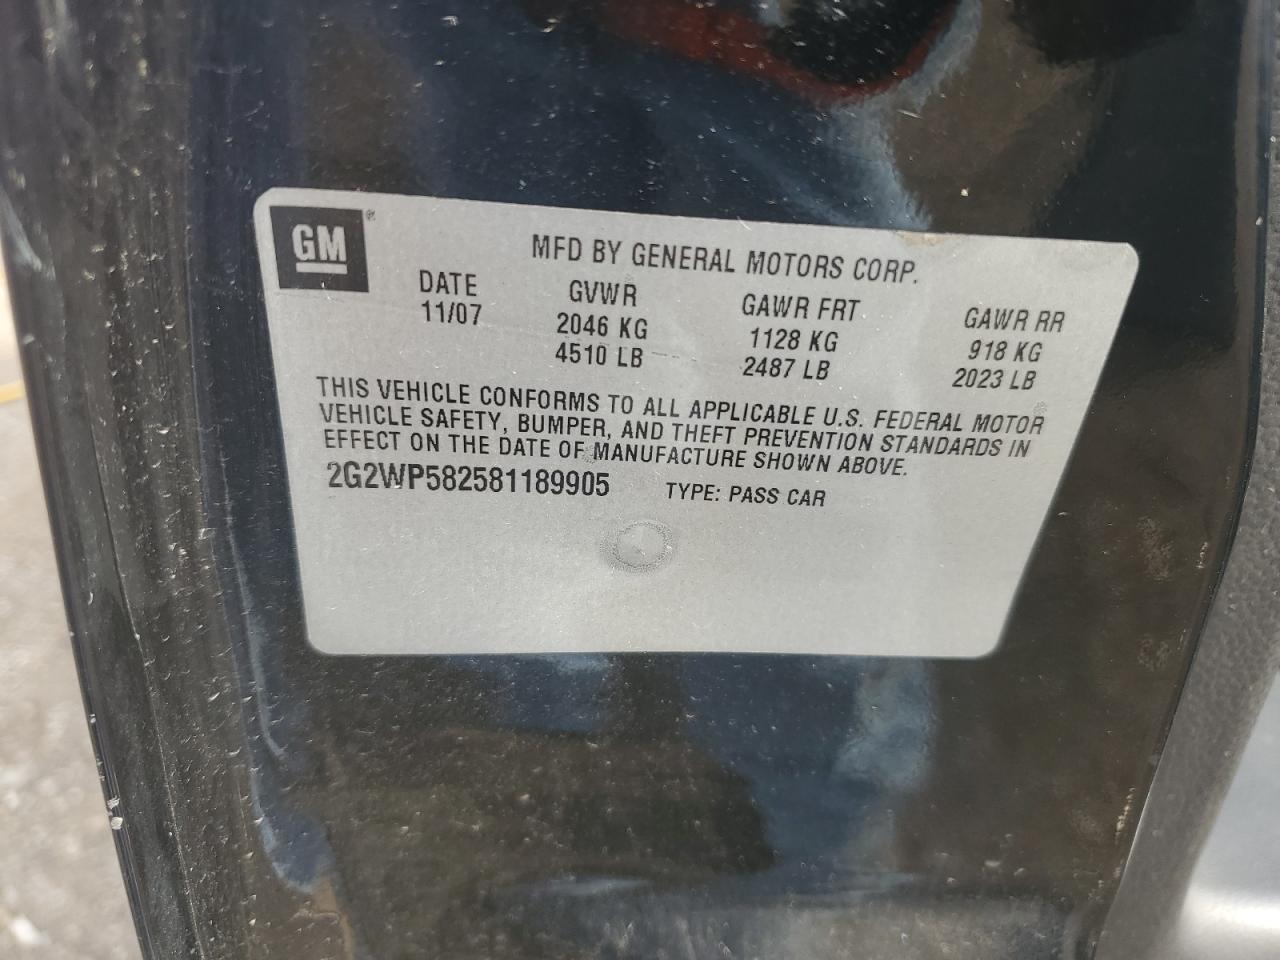 GM ®
MFD BY GENERAL MOTORS CORP.
DATE GVWR GAWR FRT GAWR RR
11/07 2046 KG 1128 KG 918 KG
4510 LB 2487 LB 2023 LB
THIS VEHICLE CONFORMS TO ALL APPLICABLE U.S. FEDERAL MOTOR
VEHICLE SAFETY, BUMPER, AND THEFT PREVENTION STANDARDS IN
EFFECT ON THE DATE OF MANUFACTURE SHOWN ABOVE.
2G2WP582581189905 TYPE: PASS CAR